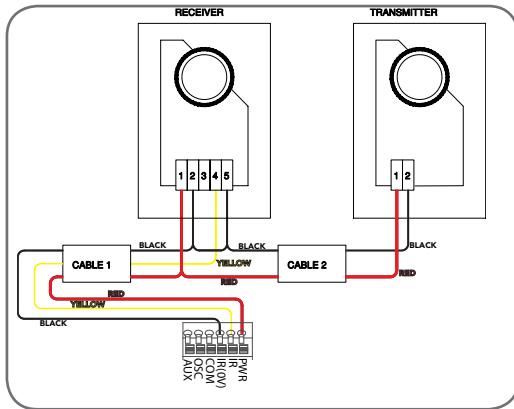 RECEIVER
TRANSMITTER
1 2 3 4 5
1 2
BLACK
BLACK
BLACK
YELLOW
CABLE 1
CABLE 2
RED
RED
RED
YELLOW
BLACK
AUX
OSC
COM
IR(0V)
IR
PWR